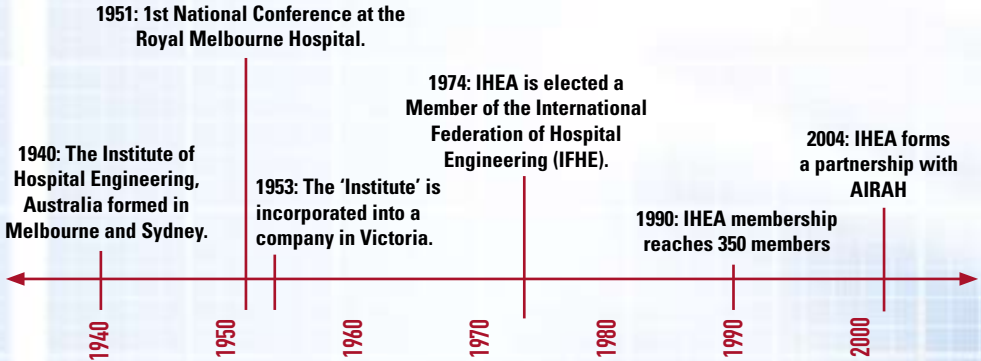 1951: 1st National Conference at the
Royal Melbourne Hospital.
1974: IHEA is elected a
Member of the International
Federation of Hospital
Engineering (IFHE).
2004: IHEA forms
a partnership with
AIRAH
1940: The Institute of
Hospital Engineering,
Australia formed in
Melbourne and Sydney.
1953: The ‘Institute’ is
incorporated into a
company in Victoria.
1990: IHEA membership
reaches 350 members
1940
1950
1960
1970
1980
1990
2000